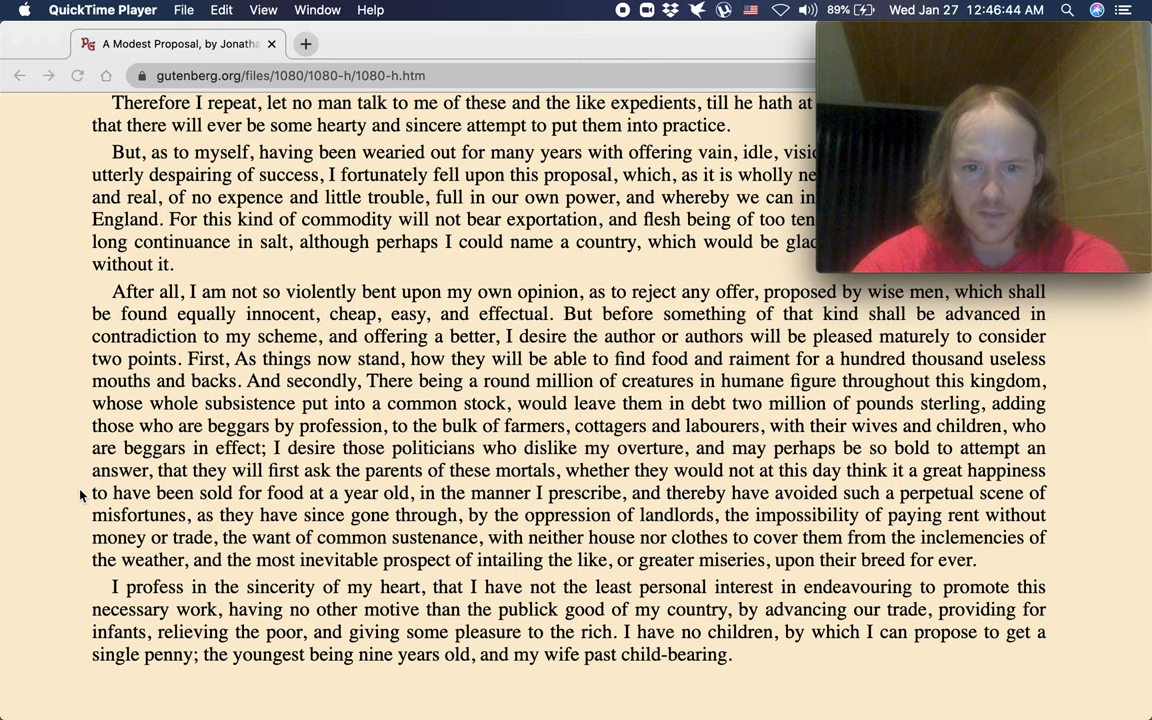 QuickTime Player File Edit View Window Help 89% Wed Jan 27 12:46:44 AM
A Modest Proposal, by Jonatha
gutenberg.org/files/1080/1080-h/1080-h.htm
Therefore I repeat, let no man talk to me of these and the like expedients, till he hath at
that there will ever be some hearty and sincere attempt to put them into practice.
But, as to myself, having been wearied out for many years with offering vain, idle, visio
utterly despairing of success, I fortunately fell upon this proposal, which, as it is wholly ne
and real, of no expence and little trouble, full in our own power, and whereby we can in
England. For this kind of commodity will not bear exportation, and flesh being of too ten
long continuance in salt, although perhaps I could name a country, which would be glad
without it.
After all, I am not so violently bent upon my own opinion, as to reject any offer, proposed by wise men, which shall
be found equally innocent, cheap, easy, and effectual. But before something of that kind shall be advanced in
contradiction to my scheme, and offering a better, I desire the author or authors will be pleased maturely to consider
two points. First, As things now stand, how they will be able to find food and raiment for a hundred thousand useless
mouths and backs. And secondly, There being a round million of creatures in humane figure throughout this kingdom,
whose whole subsistence put into a common stock, would leave them in debt two million of pounds sterling, adding
those who are beggars by profession, to the bulk of farmers, cottagers and labourers, with their wives and children, who
are beggars in effect; I desire those politicians who dislike my overture, and may perhaps be so bold to attempt an
answer, that they will first ask the parents of these mortals, whether they would not at this day think it a great happiness
to have been sold for food at a year old, in the manner I prescribe, and thereby have avoided such a perpetual scene of
misfortunes, as they have since gone through, by the oppression of landlords, the impossibility of paying rent without
money or trade, the want of common sustenance, with neither house nor clothes to cover them from the inclemencies of
the weather, and the most inevitable prospect of intailing the like, or greater miseries, upon their breed for ever.
I profess in the sincerity of my heart, that I have not the least personal interest in endeavouring to promote this
necessary work, having no other motive than the publick good of my country, by advancing our trade, providing for
infants, relieving the poor, and giving some pleasure to the rich. I have no children, by which I can propose to get a
single penny; the youngest being nine years old, and my wife past child-bearing.